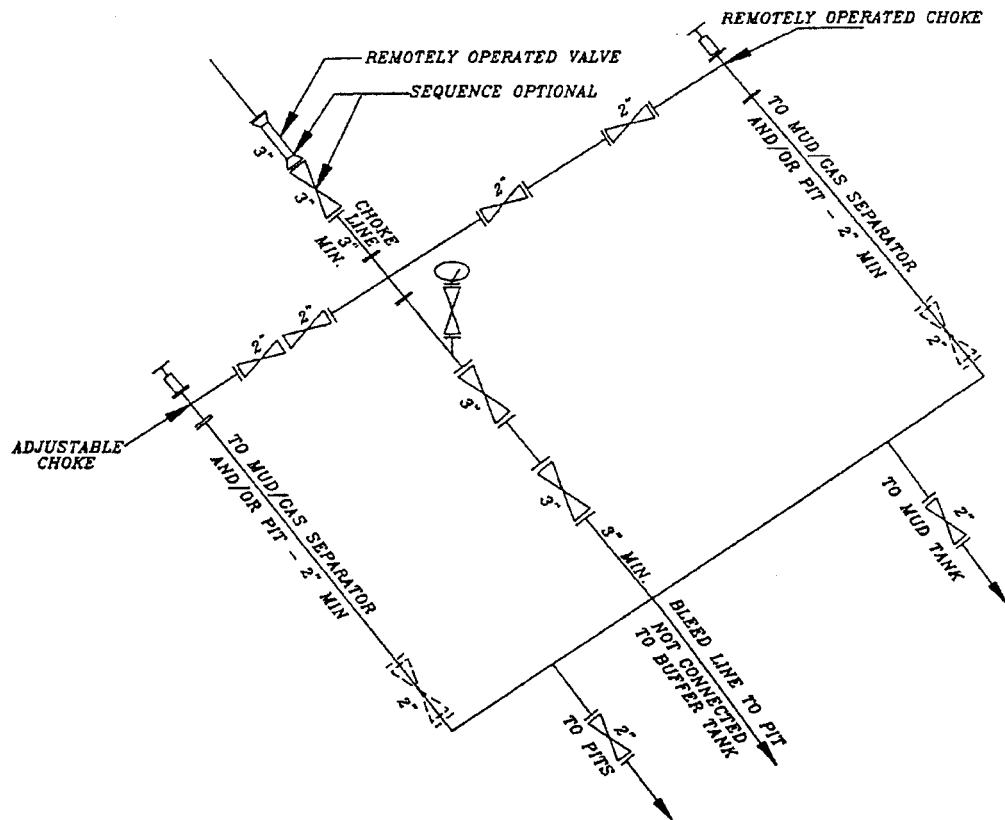 REMOTELY OPERATED CHOKE
REMOTELY OPERATED VALVE
SEQUENCE OPTIONAL
3"
3"
CHOKE
LINE
3"
MIN.
2"
2"
TO MUD/GAS SEPARATOR
AND/OR PIT - 2" MIN
2"
2"
2"
ADJUSTABLE
CHOKE
TO MUD/GAS SEPARATOR
AND/OR PIT - 2" MIN
2"
3"
3"
3" MIN.
2"
TO MUD TANK
BLEED LINE TO PIT
NOT CONNECTED
TO BUFFER TANK
2"
TO PITS